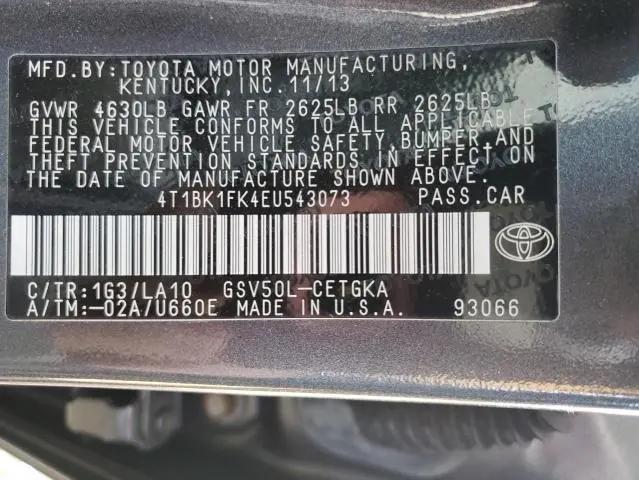 MFD.BY:TOYOTA MOTOR MANUFACTURING,
KENTUCKY,INC.11/13
GVWR 4630LB GAWR FR 2625LB RR 2625LB
THIS VEHICLE CONFORMS TO ALL APPLICABLE
FEDERAL MOTOR VEHICLE SAFETY,BUMPER,AND
THEFT PREVENTION STANDARDS IN EFFECT ON
THE DATE OF MANUFACTURE SHOWN ABOVE.
4T1BK1FK4EU543073 PASS.CAR
C/TR:1G3/LA10 GSV50L-CETGKA
A/TM:-02A/U660E MADE IN U.S.A. 93066